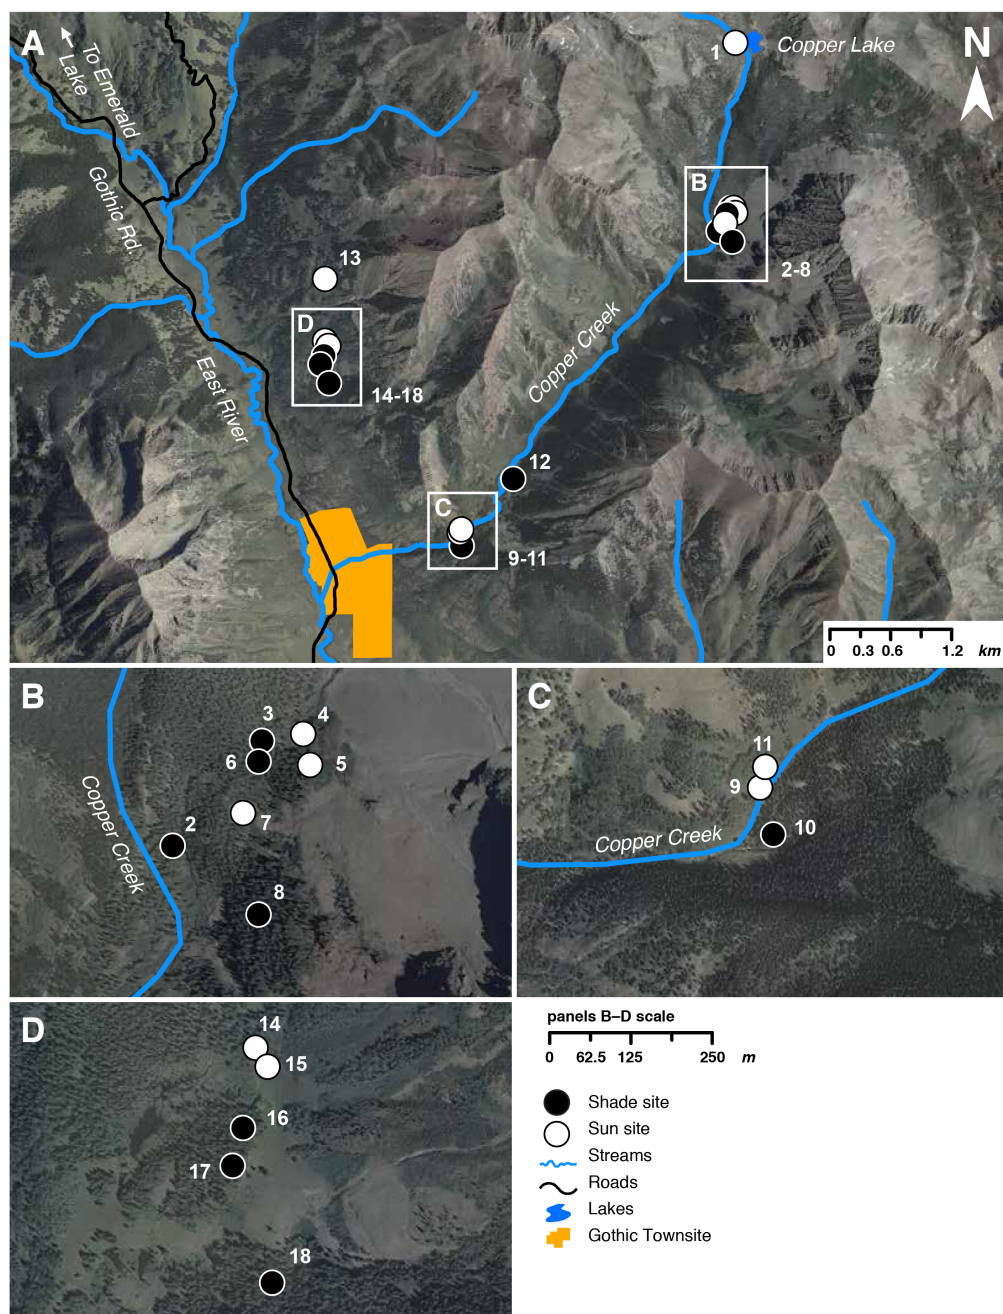 A
To Emerald
Lake
Gothic Rd.
East River
Copper Creek
1
Copper Lake
N
B
2-8
13
D
14-18
12
C
9-11
0 0.3 0.6 1.2 km
B
Copper Creek
3
4
6
5
7
2
8
C
11
9
10
Copper Creek
D
14
15
16
17
18
panels B–D scale
0 62.5 125 250 m
Shade site
Sun site
Streams
Roads
Lakes
Gothic Townsite